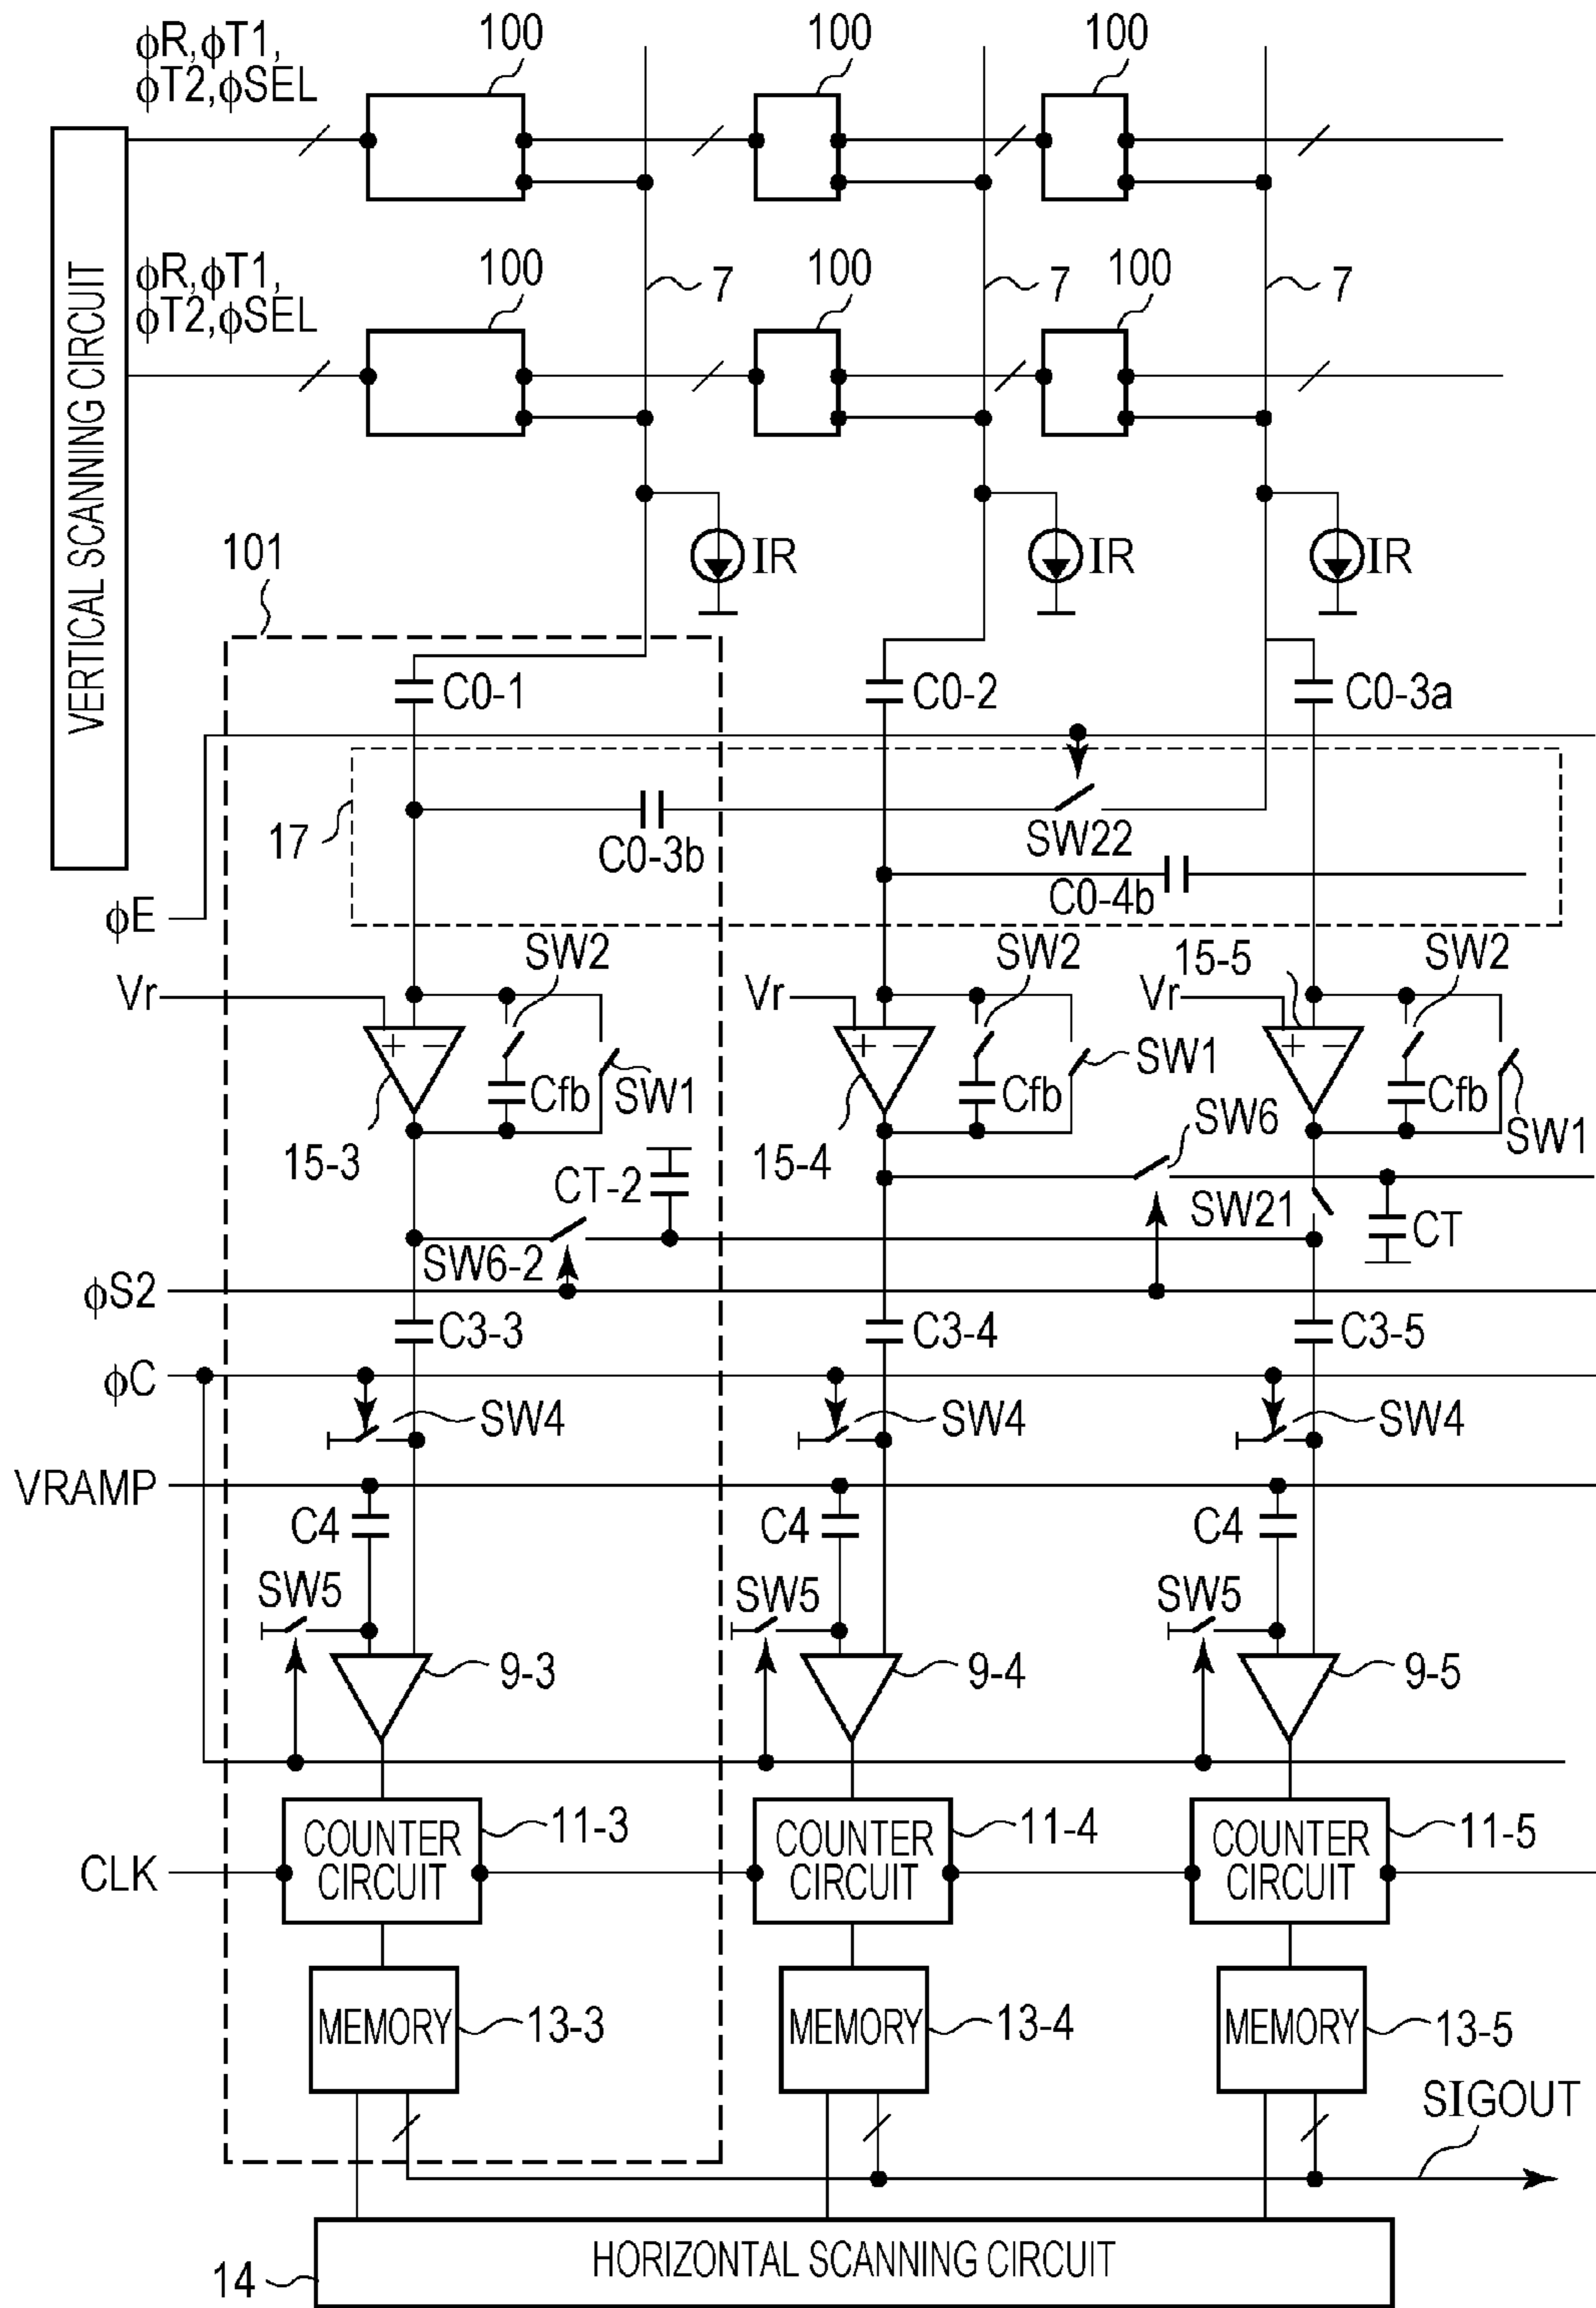 ϕR,ϕT1,
ϕT2,ϕSEL
100
100
100
VERTICAL SCANNING CIRCUIT
ϕR,ϕT1,
ϕT2,ϕSEL
100
7
100
7
100
7
101
IR
IR
IR
C0-1
C0-2
C0-3a
17
C0-3b
SW22
C0-4b
ϕE
SW2
SW2
15-5
SW2
Vr
Vr
Vr
+ −
+ −
+ −
Cfb
SW1
Cfb
SW1
Cfb
SW1
15-3
CT-2
15-4
SW6
SW21
CT
SW6-2
ϕS2
C3-3
C3-4
C3-5
ϕC
SW4
SW4
SW4
VRAMP
C4
C4
C4
SW5
SW5
SW5
9-3
9-4
9-5
COUNTER
CIRCUIT
11-3
COUNTER
CIRCUIT
11-4
COUNTER
CIRCUIT
11-5
CLK
MEMORY
13-3
MEMORY
13-4
MEMORY
13-5
SIGOUT
HORIZONTAL SCANNING CIRCUIT
14